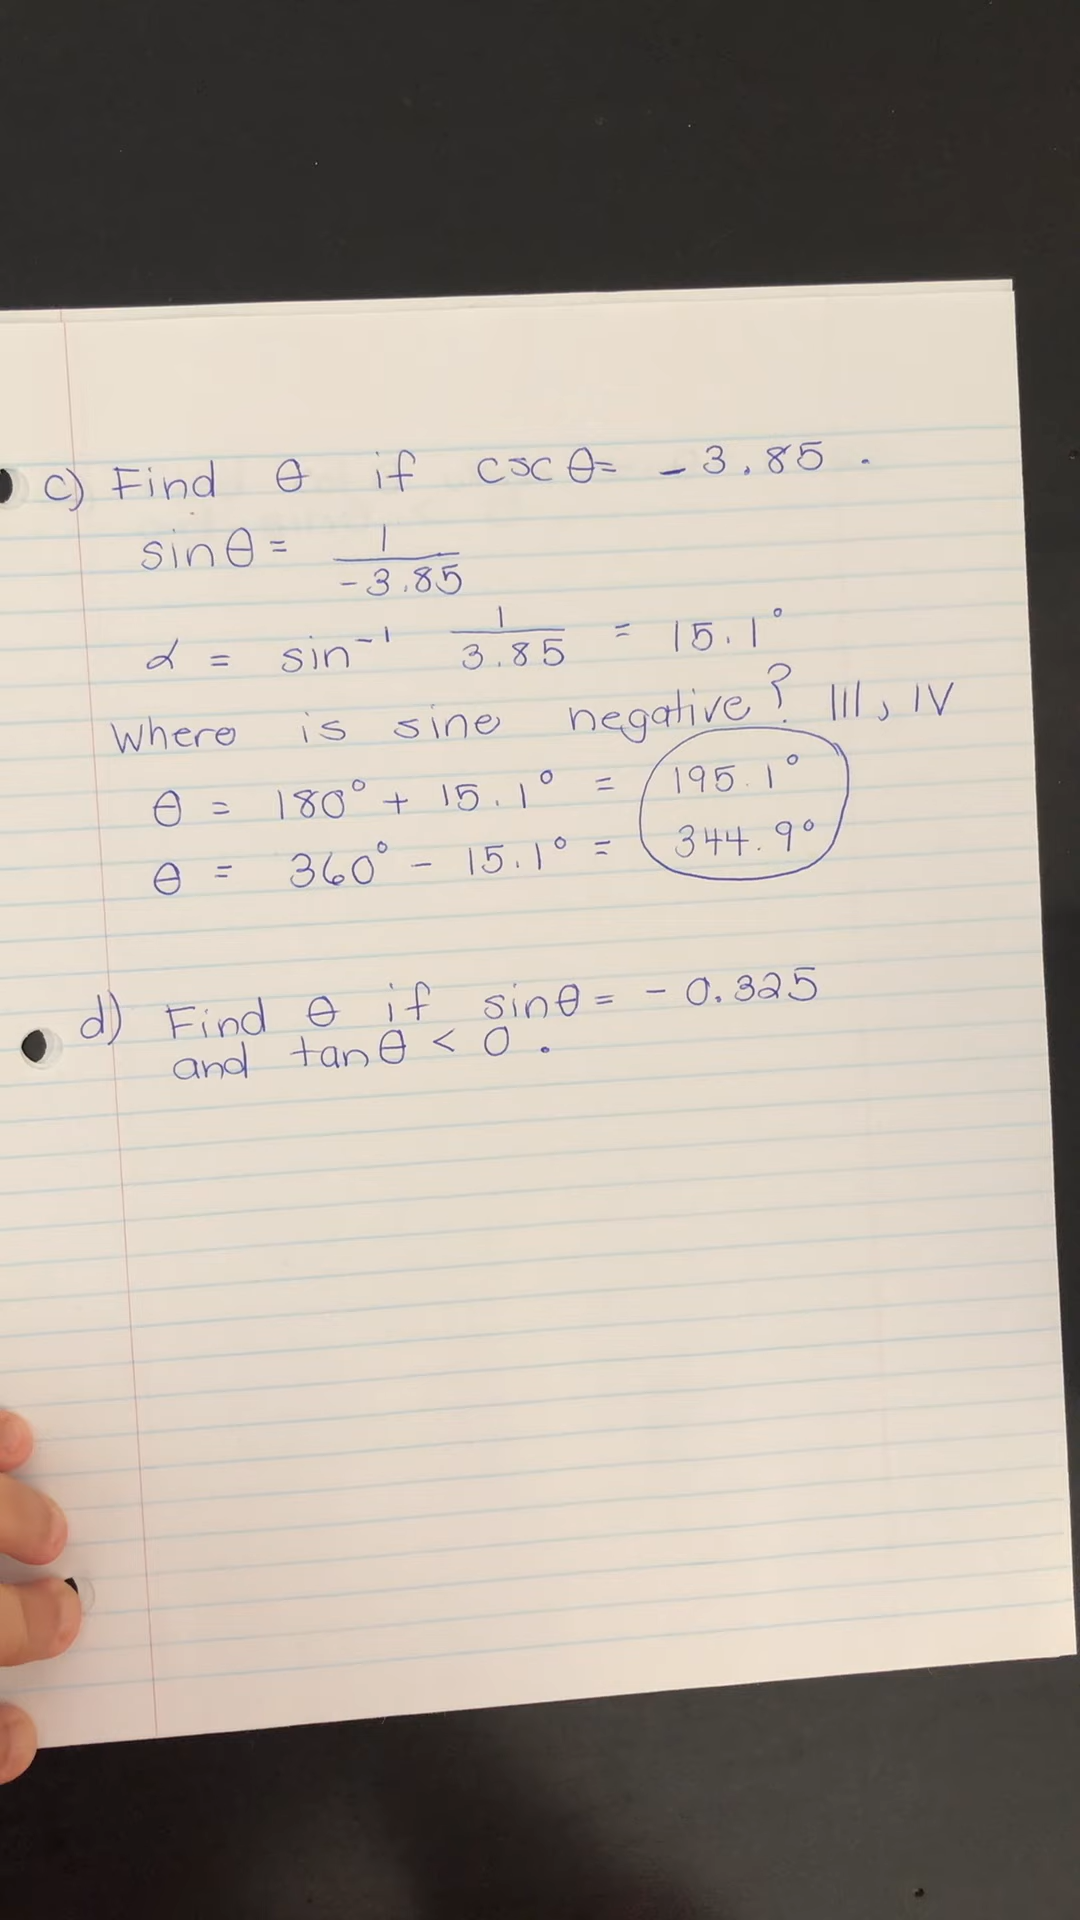 c) Find θ if csc θ = -3.85.
sin θ = 1/-3.85
α = sin⁻¹ 1/3.85 = 15.1°
Where is sine negative? III, IV
θ = 180° + 15.1° = 195.1°
θ = 360° - 15.1° = 344.9°
d) Find θ if sin θ = -0.325
and tan θ < 0.